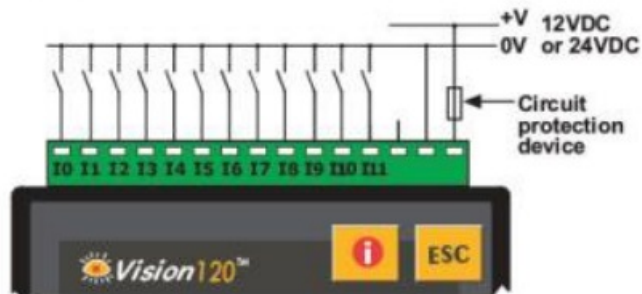 +V 12VDC
0V or 24VDC
Circuit
protection
device
I0 I1 I2 I3 I4 I5 I6 I7 I8 I9 I10 I11
Vision120™
i
ESC